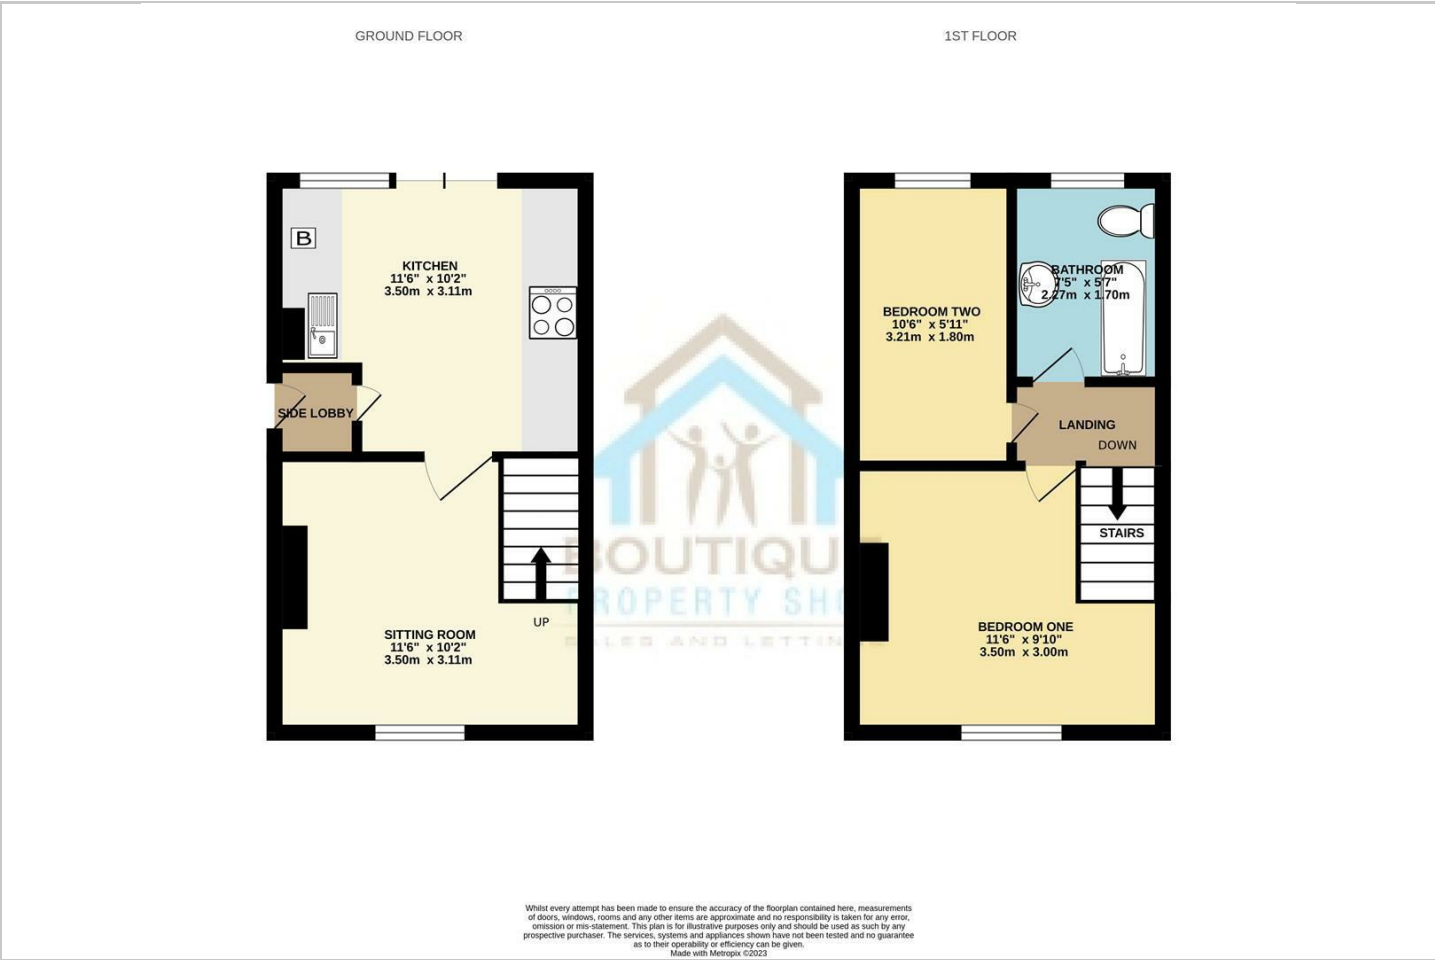 GROUND FLOOR
1ST FLOOR
B
KITCHEN
11'6" x 10'2"
3.50m x 3.11m
SIDE LOBBY
SITTING ROOM
11'6" x 10'2"
3.50m x 3.11m
UP
BEDROOM TWO
10'6" x 5'11"
3.21m x 1.80m
BATHROOM
7'5" x 5'7"
2.27m x 1.70m
LANDING
DOWN
STAIRS
BEDROOM ONE
11'6" x 9'10"
3.50m x 3.00m
BOUTIQUE
PROPERTY SHO
SALES AND LETTINGS
Whilst every attempt has been made to ensure the accuracy of the floorplan contained here, measurements
of doors, windows, rooms and any other items are approximate and no responsibility is taken for any error,
omission or mis-statement. This plan is for illustrative purposes only and should be used as such by any
prospective purchaser. The services, systems and appliances shown have not been tested and no guarantee
as to their operability or efficiency can be given.
Made with Metropix ©2023